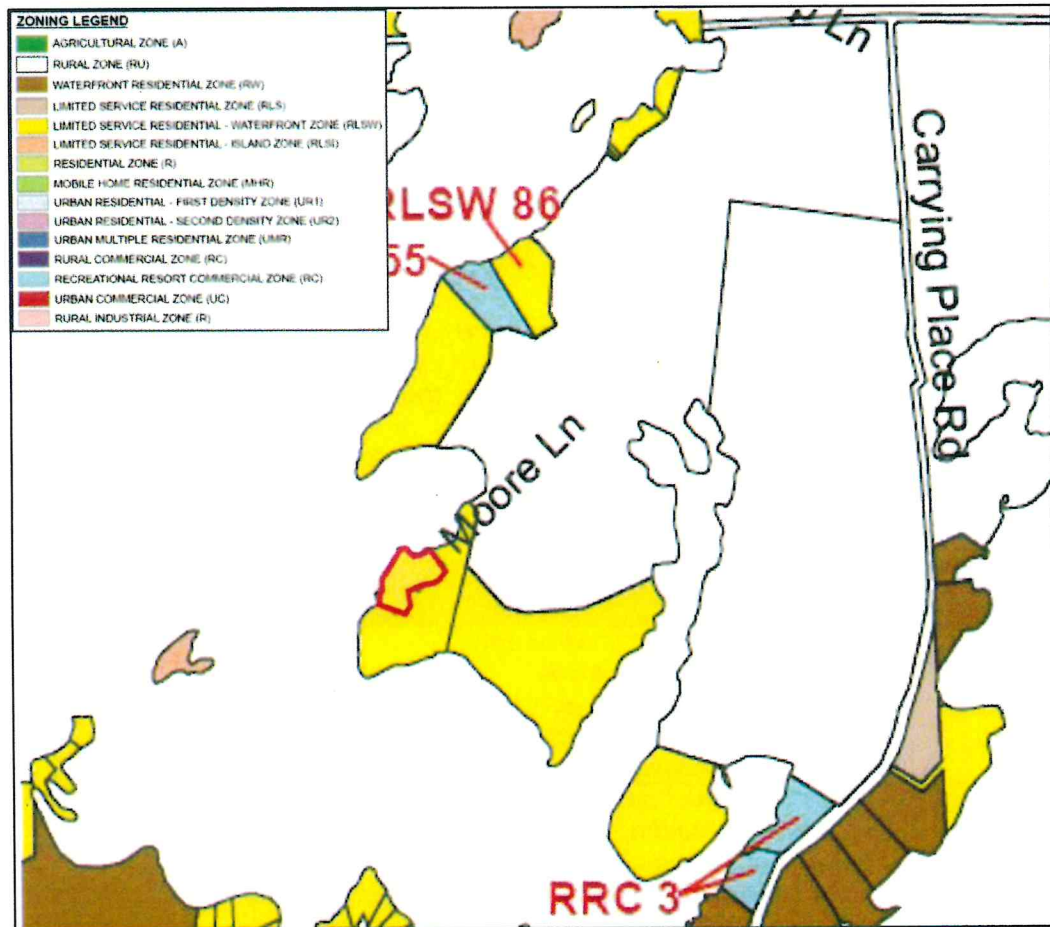 ZONING LEGEND
AGRICULTURAL ZONE (A)
RURAL ZONE (RU)
WATERFRONT RESIDENTIAL ZONE (RW)
LIMITED SERVICE RESIDENTIAL ZONE (RLS)
LIMITED SERVICE RESIDENTIAL - WATERFRONT ZONE (RLSW)
LIMITED SERVICE RESIDENTIAL - ISLAND ZONE (RLSI)
RESIDENTIAL ZONE (R)
MOBILE HOME RESIDENTIAL ZONE (MHR)
URBAN RESIDENTIAL - FIRST DENSITY ZONE (UR1)
URBAN RESIDENTIAL - SECOND DENSITY ZONE (UR2)
URBAN MULTIPLE RESIDENTIAL ZONE (UMR)
RURAL COMMERCIAL ZONE (RC)
RECREATIONAL RESORT COMMERCIAL ZONE (RC)
URBAN COMMERCIAL ZONE (UC)
RURAL INDUSTRIAL ZONE (R)
Ln
Carrying Place Rd
RLSW 86
55
Moore Ln
RRC 3